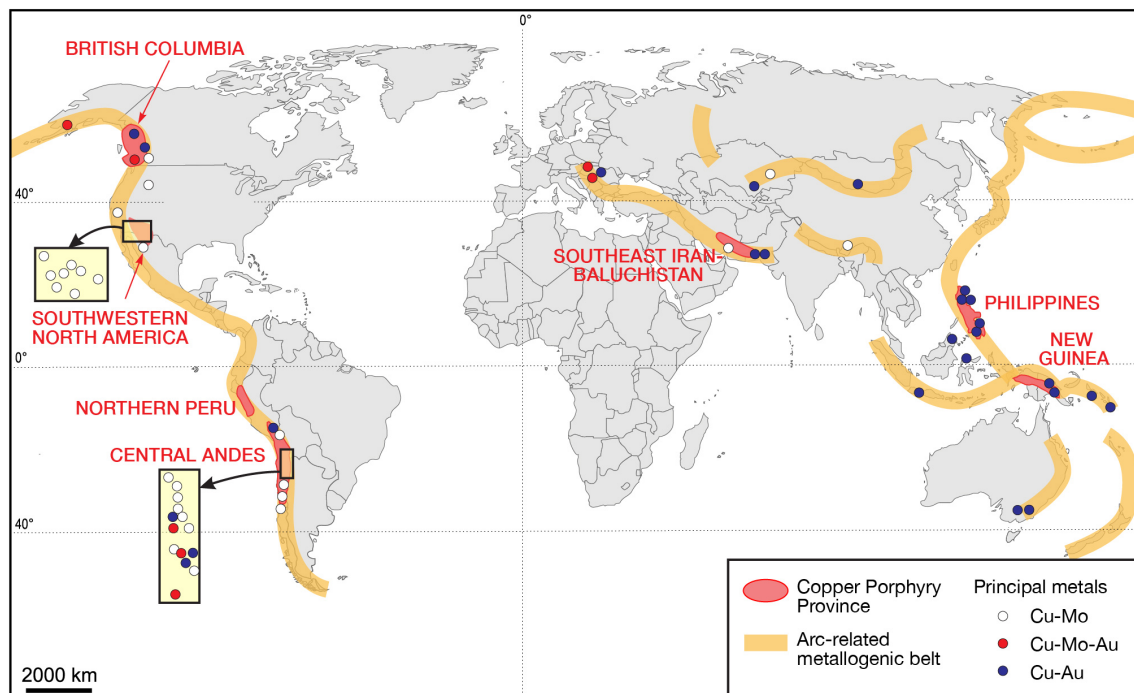 0°
BRITISH COLUMBIA
40°
SOUTHEAST IRAN-
BALUCHISTAN
SOUTHWESTERN
NORTH AMERICA
PHILIPPINES
NEW
GUINEA
0°
NORTHERN PERU
CENTRAL ANDES
40°
Copper Porphyry
Province
Arc-related
metallogenic belt
Principal metals
Cu-Mo
Cu-Mo-Au
Cu-Au
2000 km